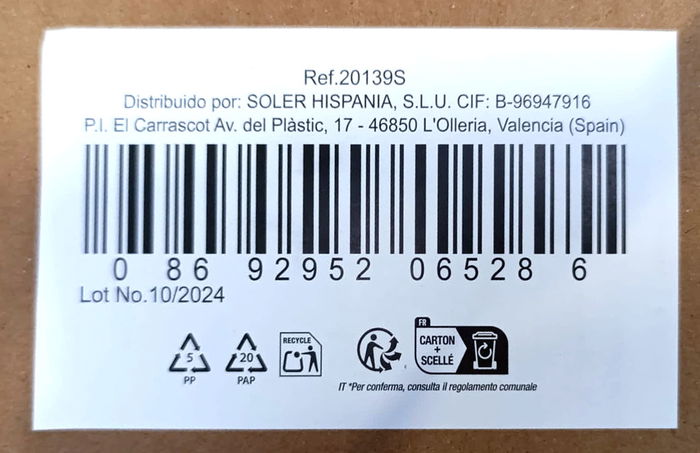 Ref.20139S
Distribuido por: SOLER HISPANIA, S.L.U. CIF: B-96947916
P.I. El Carrascot Av. del Plàstic, 17 - 46850 L'Olleria, Valencia (Spain)
0 86 92952 06528 6
Lot No.10/2024
5
PP
20
PAP
RECYCLE
FR
CARTON
+
SCELLÉ
IT *Per conferma, consulta il regolamento comunale